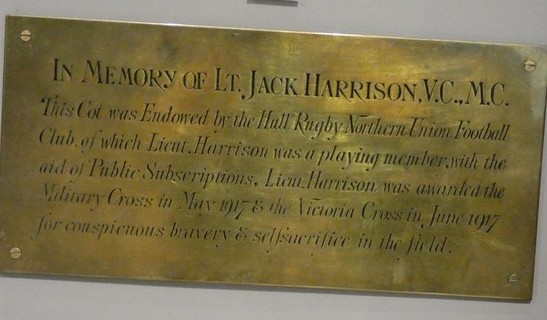 IN MEMORY OF LT. JACK HARRISON, V.C., M.C.
This Cot was Endowed by the Hull Rugby Northern Union Football
Club, of which Lieut. Harrison was a playing member, with the
aid of Public Subscriptions, Lieut. Harrison was awarded the
Military Cross in May 1917 & the Victoria Cross in June 1917
for conspicuous bravery & selfsacrifice in the field.